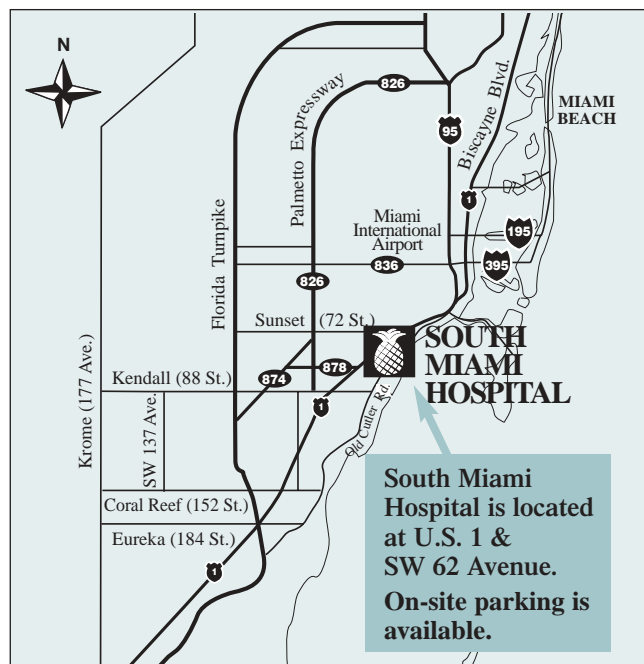 N
826
Palmetto Expressway
95
Biscayne Blvd.
MIAMI
BEACH
1
Florida Turnpike
Miami
International
Airport
195
836
395
826
Sunset (72 St.)
SOUTH
MIAMI
HOSPITAL
878
874
Kendall (88 St.)
1
Krome (177 Ave.)
SW 137 Ave.
Old Cutler Rd.
Coral Reef (152 St.)
Eureka (184 St.)
1
South Miami
Hospital is located
at U.S. 1 &
SW 62 Avenue.
On-site parking is
available.